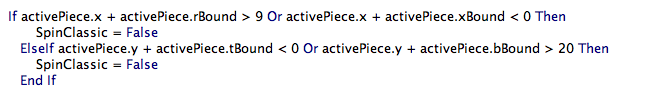 If activePiece.x + activePiece.rBound > 9 Or activePiece.x + activePiece.xBound < 0 Then
SpinClassic = False
ElseIf activePiece.y + activePiece.tBound < 0 Or activePiece.y + activePiece.bBound > 20 Then
SpinClassic = False
End If